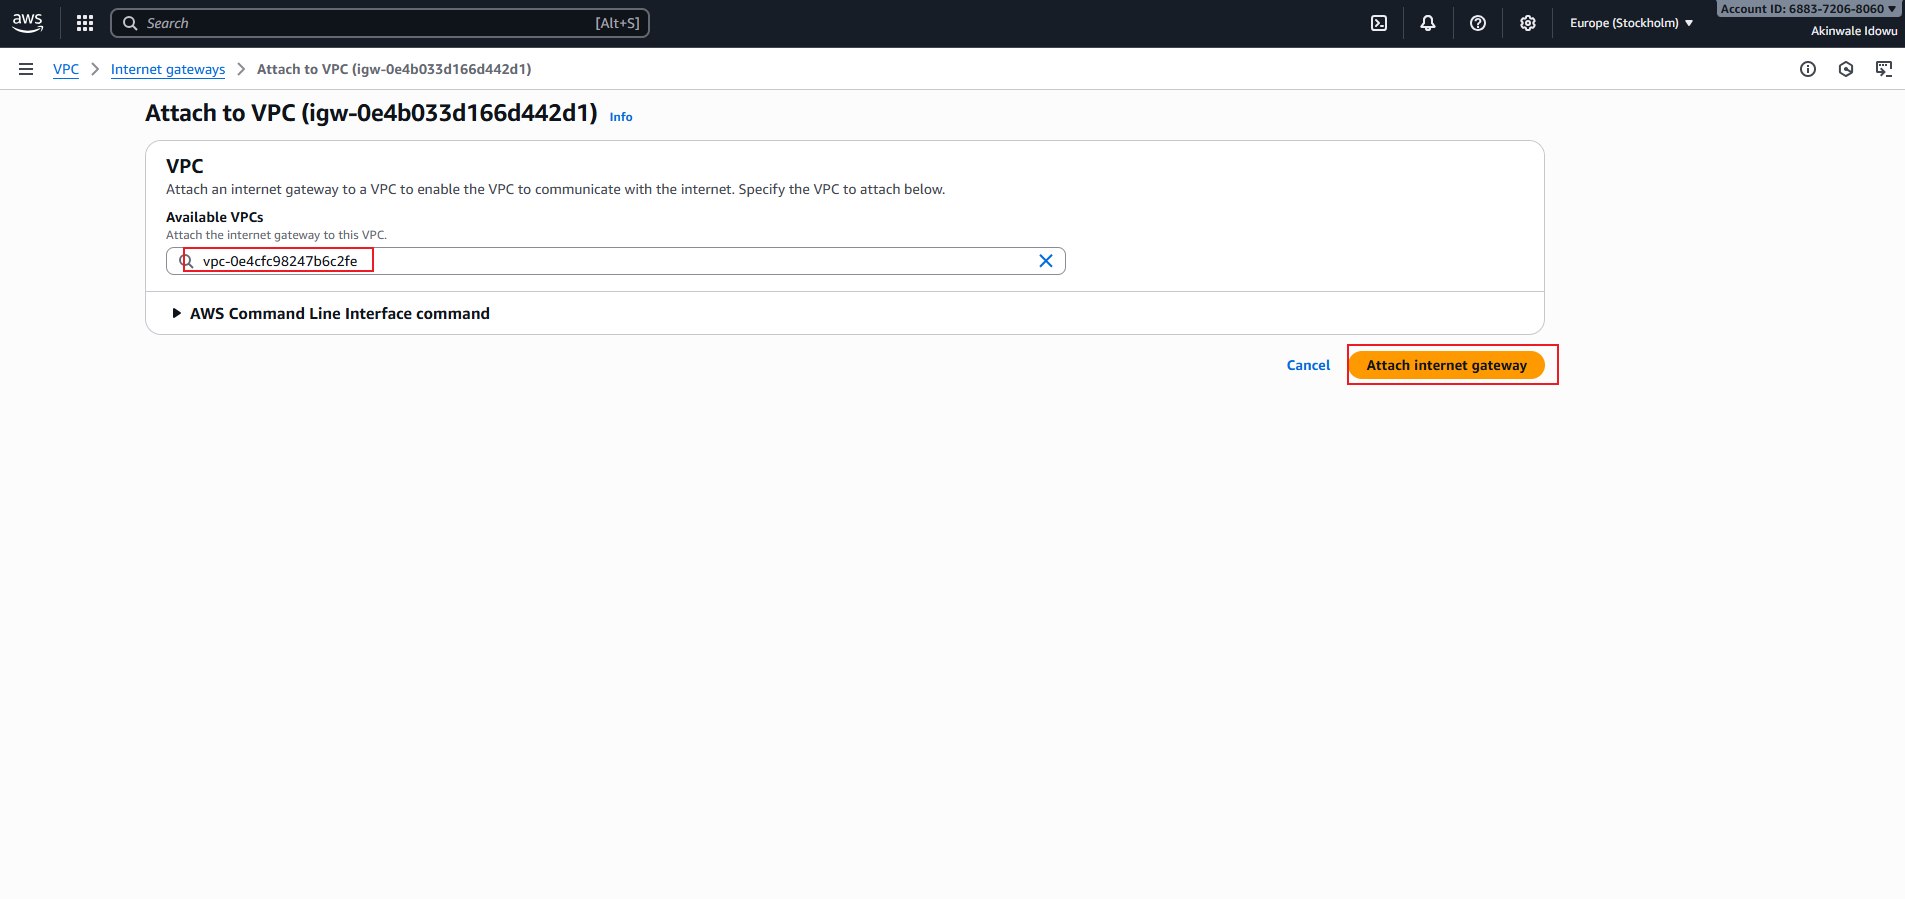 aws
Search
[Alt+S]
Europe (Stockholm)
Account ID: 6883-7206-8060
Akinwale Idowu
VPC
Internet gateways
Attach to VPC (igw-0e4b033d166d442d1)
Attach to VPC (igw-0e4b033d166d442d1) Info
VPC
Attach an internet gateway to a VPC to enable the VPC to communicate with the internet. Specify the VPC to attach below.
Available VPCs
Attach the internet gateway to this VPC.
vpc-0e4cfc98247b6c2fe
AWS Command Line Interface command
Cancel
Attach internet gateway